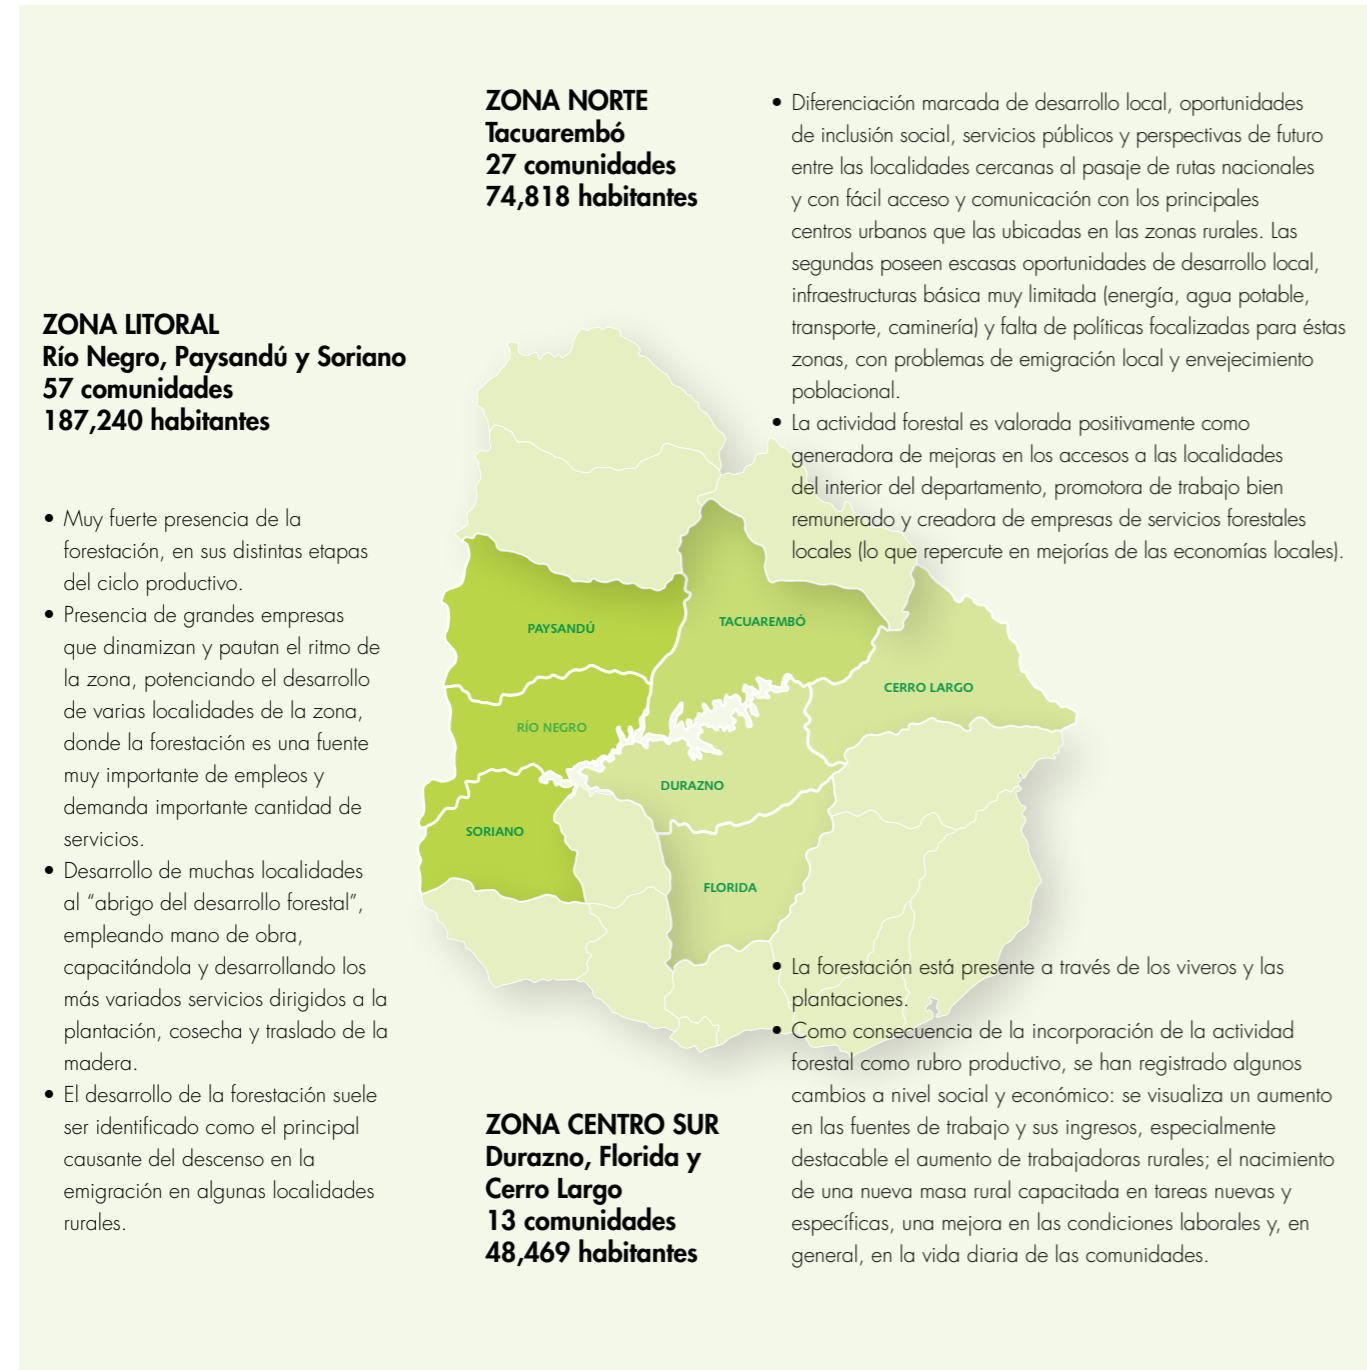 ZONA NORTE
Tacuarembó
27 comunidades
74,818 habitantes
• Diferenciación marcada de desarrollo local, oportunidades
de inclusión social, servicios públicos y perspectivas de futuro
entre las localidades cercanas al pasaje de rutas nacionales
y con fácil acceso y comunicación con los principales
centros urbanos que las ubicadas en las zonas rurales. Las
segundas poseen escasas oportunidades de desarrollo local,
infraestructuras básica muy limitada (energía, agua potable,
transporte, caminería) y falta de políticas focalizadas para éstas
zonas, con problemas de emigración local y envejecimiento
poblacional.
• La actividad forestal es valorada positivamente como
generadora de mejoras en los accesos a las localidades
del interior del departamento, promotora de trabajo bien
remunerado y creadora de empresas de servicios forestales
locales (lo que repercute en mejorías de las economías locales).
ZONA LITORAL
Río Negro, Paysandú y Soriano
57 comunidades
187,240 habitantes
• Muy fuerte presencia de la
forestación, en sus distintas etapas
del ciclo productivo.
• Presencia de grandes empresas
que dinamizan y pautan el ritmo de
la zona, potenciando el desarrollo
de varias localidades de la zona,
donde la forestación es una fuente
muy importante de empleos y
demanda importante cantidad de
servicios.
• Desarrollo de muchas localidades
al “abrigo del desarrollo forestal”,
empleando mano de obra,
capacitándola y desarrollando los
más variados servicios dirigidos a la
plantación, cosecha y traslado de la
madera.
• El desarrollo de la forestación suele
ser identificado como el principal
causante del descenso en la
emigración en algunas localidades
rurales.
PAYSANDÚ
TACUAREMBÓ
CERRO LARGO
RÍO NEGRO
DURAZNO
SORIANO
FLORIDA
ZONA CENTRO SUR
Durazno, Florida y
Cerro Largo
13 comunidades
48,469 habitantes
• La forestación está presente a través de los viveros y las
plantaciones.
• Como consecuencia de la incorporación de la actividad
forestal como rubro productivo, se han registrado algunos
cambios a nivel social y económico: se visualiza un aumento
en las fuentes de trabajo y sus ingresos, especialmente
destacable el aumento de trabajadoras rurales; el nacimiento
de una nueva masa rural capacitada en tareas nuevas y
específicas, una mejora en las condiciones laborales y, en
general, en la vida diaria de las comunidades.